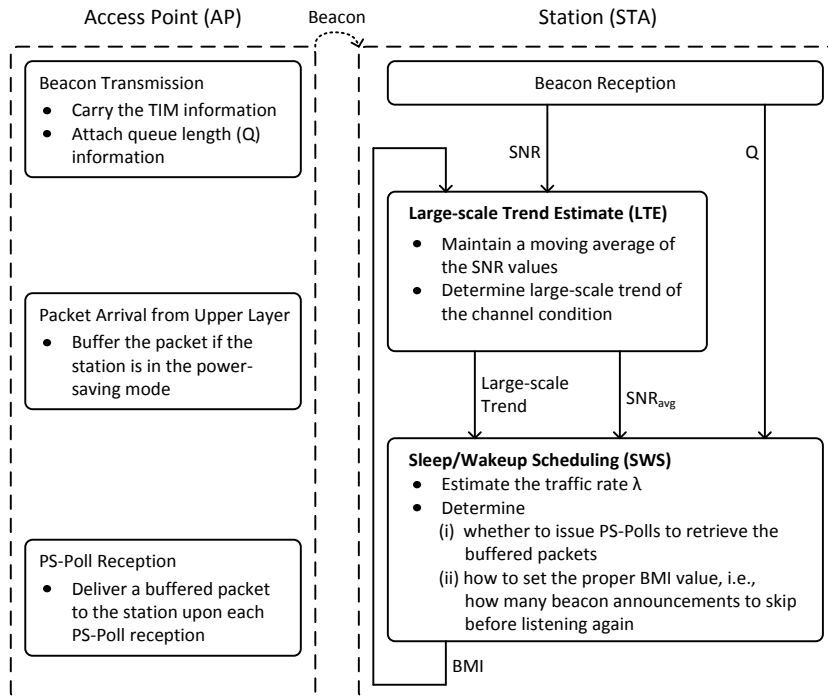 Access Point (AP)
Beacon
Station (STA)
Beacon Transmission
● Carry the TIM information
● Attach queue length (Q)
information
Packet Arrival from Upper Layer
● Buffer the packet if the
station is in the power-
saving mode
PS-Poll Reception
● Deliver a buffered packet
to the station upon each
PS-Poll reception
Beacon Reception
SNR
Q
Large-scale Trend Estimate (LTE)
● Maintain a moving average of
the SNR values
● Determine large-scale trend of
the channel condition
Large-scale
Trend
SNRavg
Sleep/Wakeup Scheduling (SWS)
● Estimate the traffic rate λ
● Determine
(i) whether to issue PS-Polls to retrieve the
buffered packets
(ii) how to set the proper BMI value, i.e.,
how many beacon announcements to skip
before listening again
BMI